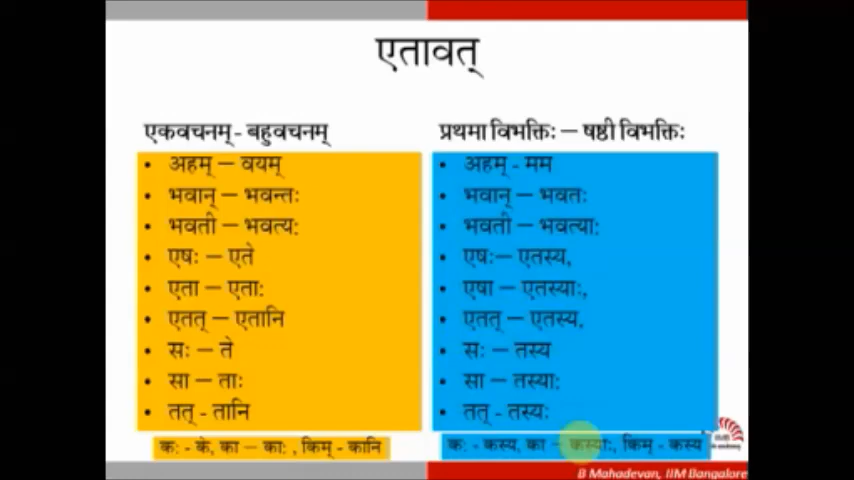 एतावत्
एकवचनम् - बहुवचनम्
• अहम् – वयम्
• भवान् – भवन्तः
• भवती – भवत्य:
• एषः – एते
• एता – एता:
• एतत् – एतानि
• सः – ते
• सा – ताः
• तत् - तानि
क: - के, का – काः , किम् - कानि
प्रथमा विभक्तिः – षष्ठी विभक्तिः
• अहम् - मम
• भवान् – भवतः
• भवती – भवत्या:
• एषः – एतस्य,
• एषा – एतस्याः,
• एतत् – एतस्य,
• सः – तस्य
• सा – तस्या:
• तत् - तस्यः
क: - कस्य, का – कस्याः, किम् - कस्य
B Mahadevan, IIM Bangalore